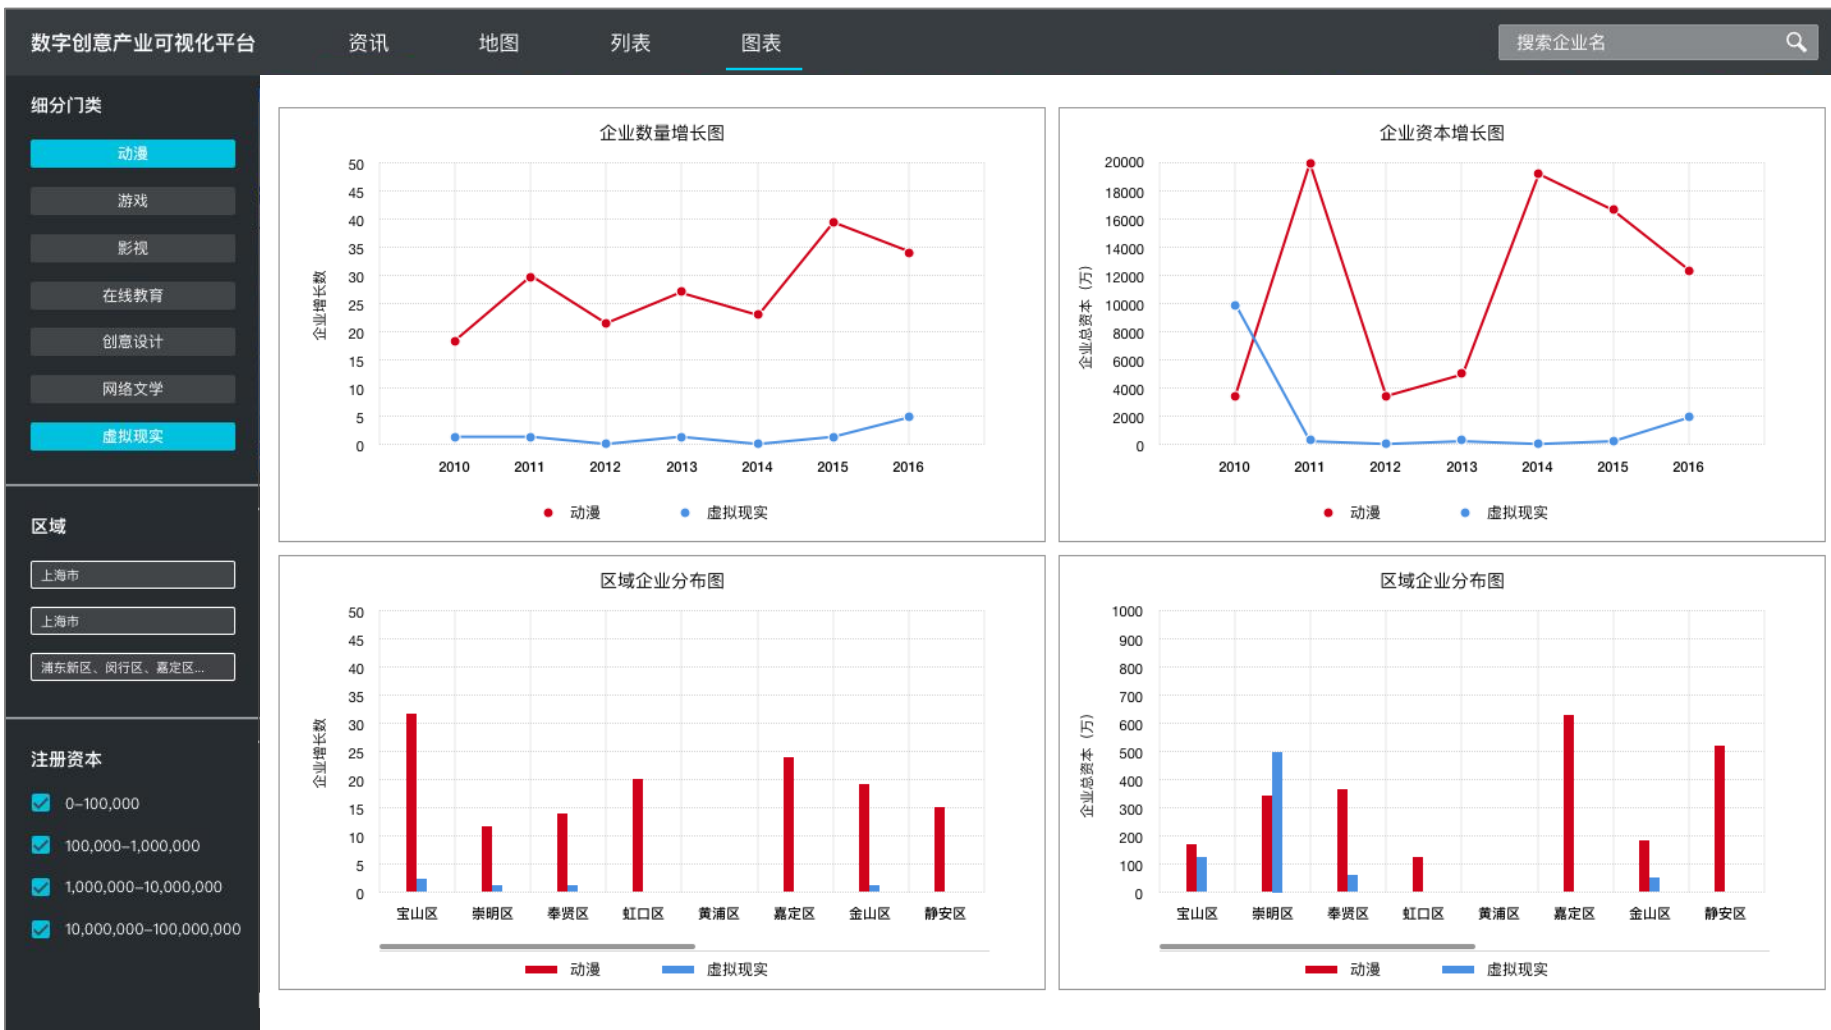 数字创意产业可视化平台 资讯 地图 列表 图表 搜索企业名
细分门类
动漫
游戏
影视
在线教育
创意设计
网络文学
虚拟现实
区域
上海市
上海市
浦东新区、闵行区、嘉定区...
注册资本
0–100,000
100,000–1,000,000
1,000,000–10,000,000
10,000,000–100,000,000
企业数量增长图
企业增长数
50
45
40
35
30
25
20
15
10
5
0
2010 2011 2012 2013 2014 2015 2016
动漫 虚拟现实
企业资本增长图
企业总资本（万）
20000
18000
16000
14000
12000
10000
8000
6000
4000
2000
0
2010 2011 2012 2013 2014 2015 2016
动漫 虚拟现实
区域企业分布图
企业增长数
50
45
40
35
30
25
20
15
10
5
0
宝山区 崇明区 奉贤区 虹口区 黄浦区 嘉定区 金山区 静安区
动漫 虚拟现实
区域企业分布图
企业总资本（万）
1000
900
800
700
600
500
400
300
200
100
0
宝山区 崇明区 奉贤区 虹口区 黄浦区 嘉定区 金山区 静安区
动漫 虚拟现实